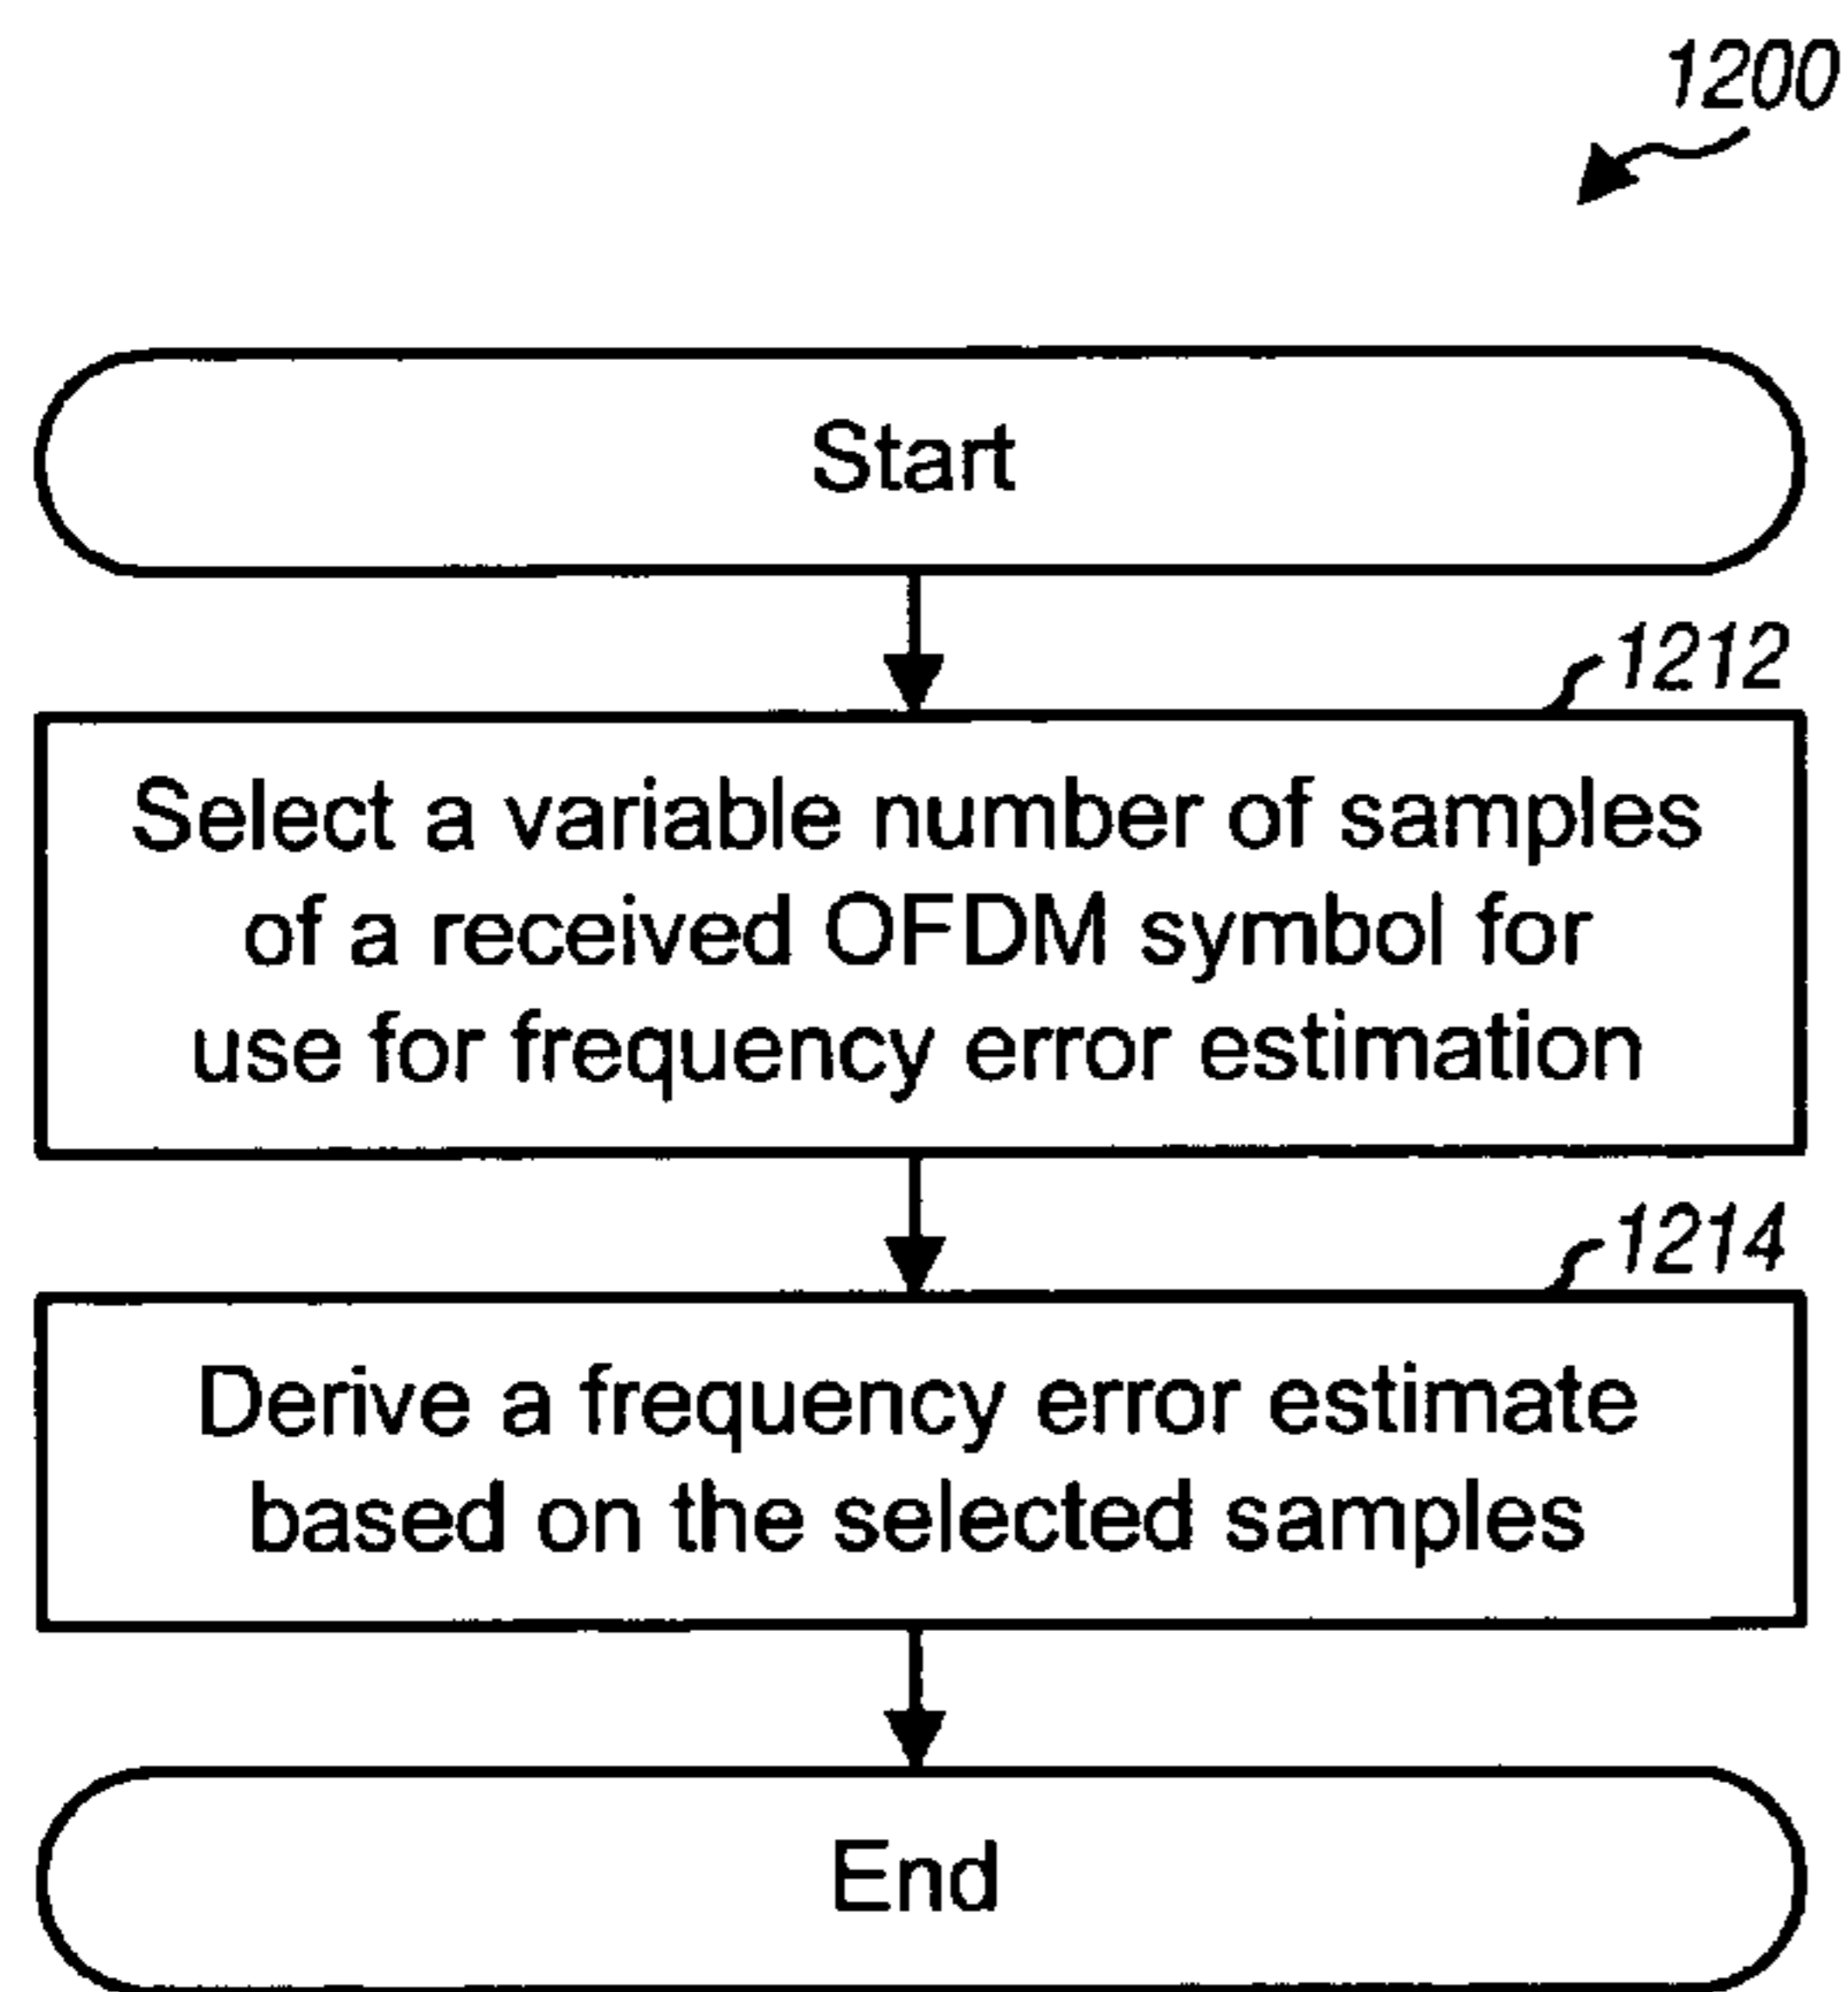 1200
Start
1212
Select a variable number of samples
of a received OFDM symbol for
use for frequency error estimation
1214
Derive a frequency error estimate
based on the selected samples
End